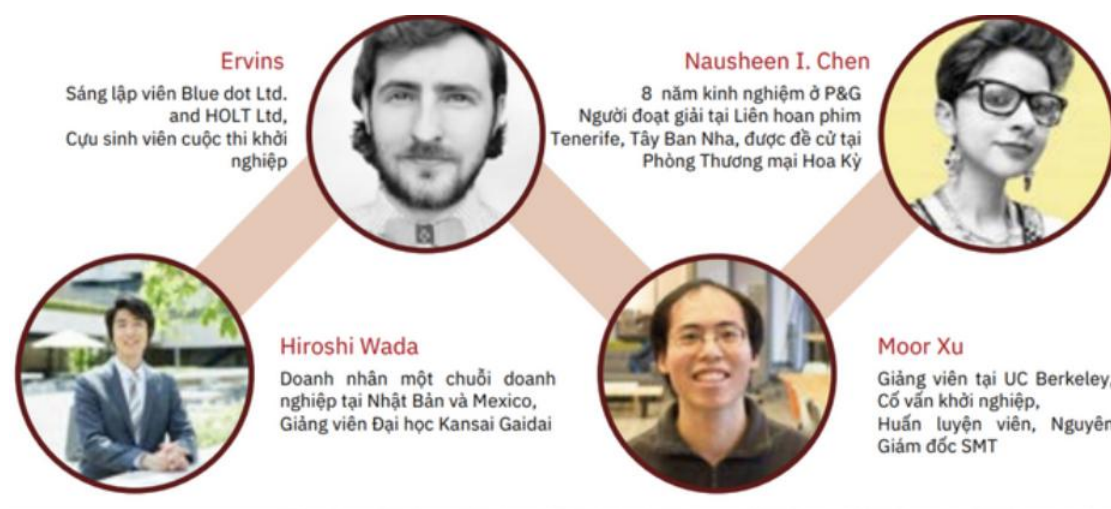 Ervins
Sáng lập viên Blue dot Ltd.
and HOLT Ltd,
Cựu sinh viên cuộc thi khởi
nghiệp
Nausheen I. Chen
8 năm kinh nghiệm ở P&G
Người đoạt giải tại Liên hoan phim
Tenerife, Tây Ban Nha, được đề cử tại
Phòng Thương mại Hoa Kỳ
Hiroshi Wada
Doanh nhân một chuỗi doanh
nghiệp tại Nhật Bản và Mexico,
Giảng viên Đại học Kansai Gaidai
Moor Xu
Giảng viên tại UC Berkeley,
Cố vấn khởi nghiệp,
Huấn luyện viên, Nguyên
Giám đốc SMT